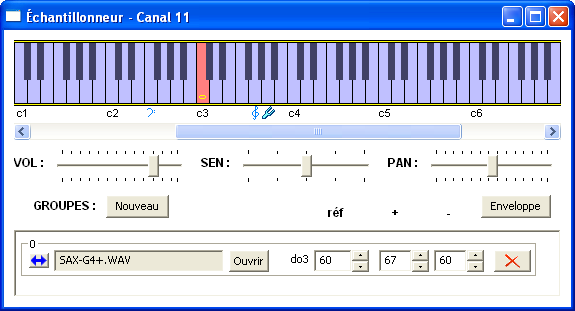 Échantillonneur - Canal 11
c1 c2 c3 c4 c5 c6
VOL: SEN: PAN:
GROUPES: Nouveau réf + - Enveloppe
0
SAX-G4+.WAV Ouvrir do3 60 67 60